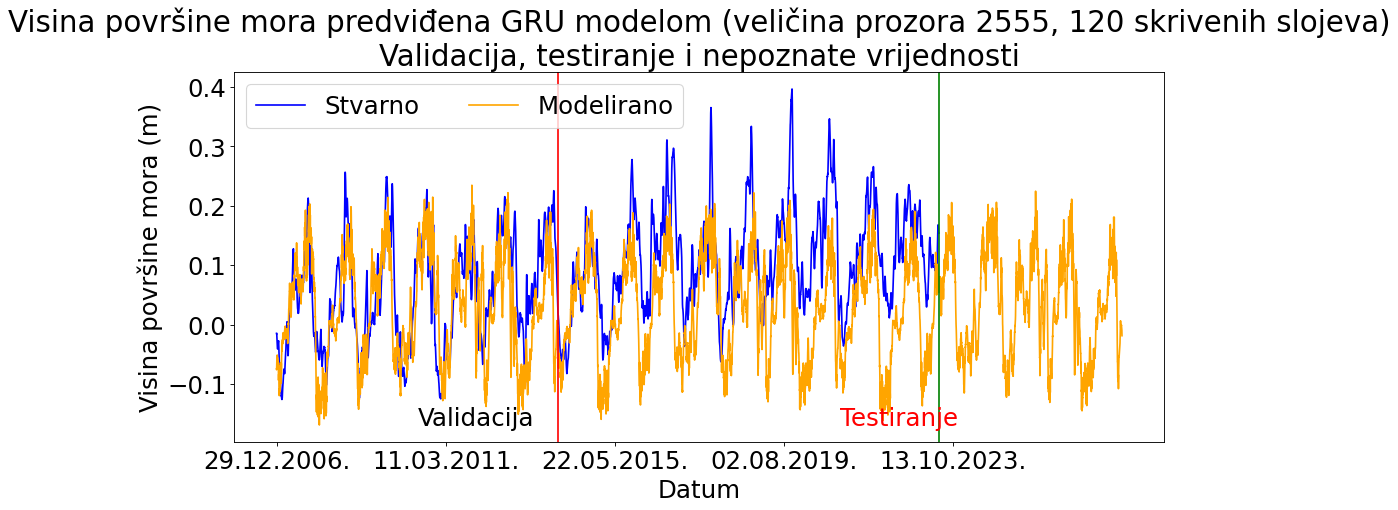 Visina površine mora predviđena GRU modelom (veličina prozora 2555, 120 skrivenih slojeva)
Validacija, testiranje i nepoznate vrijednosti
Stvarno Modelirano
Visina površine mora (m)
0.4
0.3
0.2
0.1
0.0
−0.1
Validacija
Testiranje
29.12.2006. 11.03.2011. 22.05.2015. 02.08.2019. 13.10.2023.
Datum